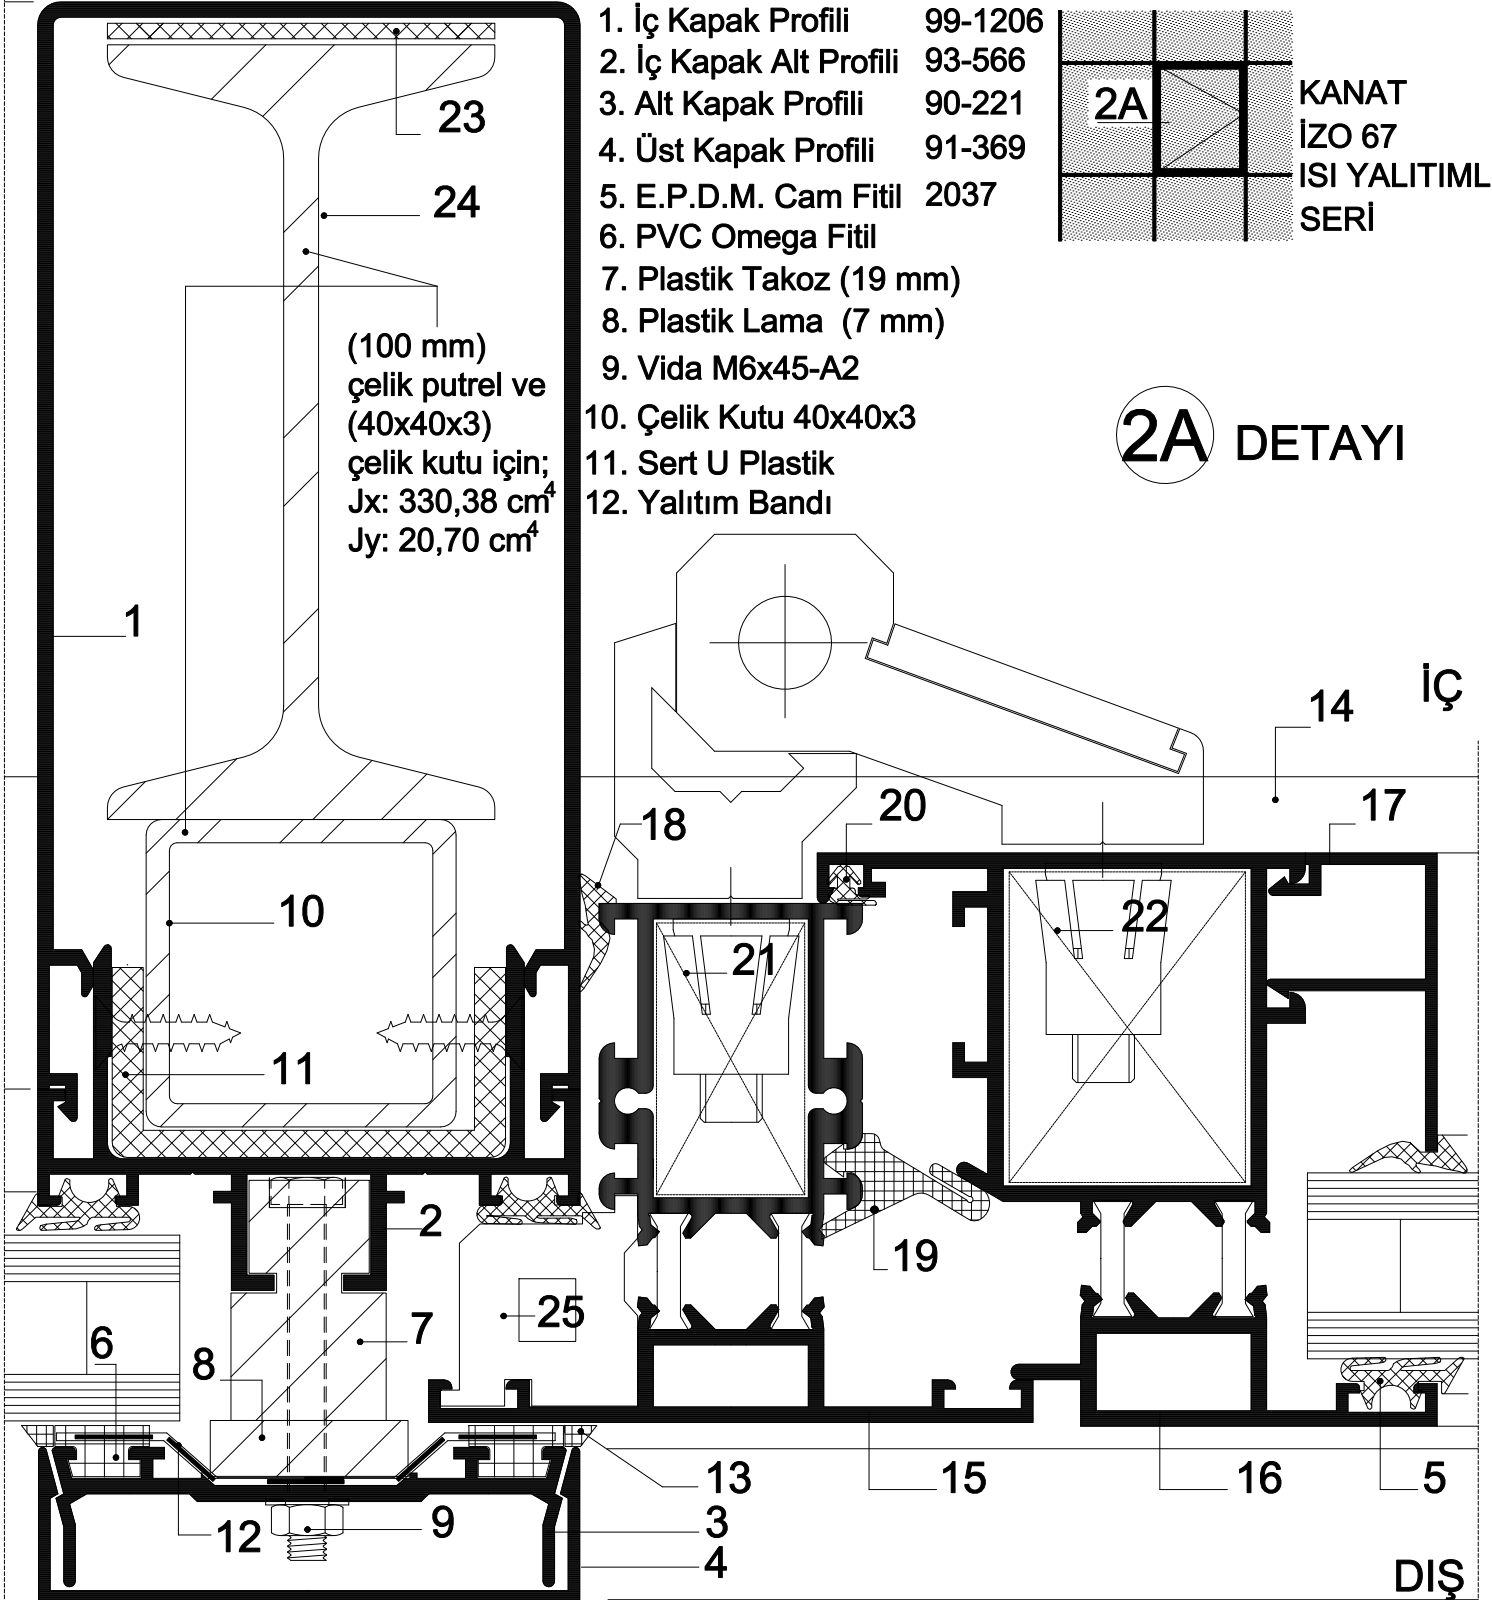 1. İç Kapak Profili 99-1206
2. İç Kapak Alt Profili 93-566
3. Alt Kapak Profili 90-221
4. Üst Kapak Profili 91-369
5. E.P.D.M. Cam Fitil 2037
6. PVC Omega Fitil
7. Plastik Takoz (19 mm)
8. Plastik Lama (7 mm)
9. Vida M6x45-A2
10. Çelik Kutu 40x40x3
11. Sert U Plastik
12. Yalıtım Bandı
2A
KANAT
İZO 67
ISI YALITIML
SERİ
2A DETAYI
23
24
(100 mm)
çelik putrel ve
(40x40x3)
çelik kutu için;
Jx: 330,38 cm⁴
Jy: 20,70 cm⁴
1
İÇ
14
18
20
17
10
22
21
11
2
19
25
7
6
8
13
15
16
5
12
9
3
4
DIŞ